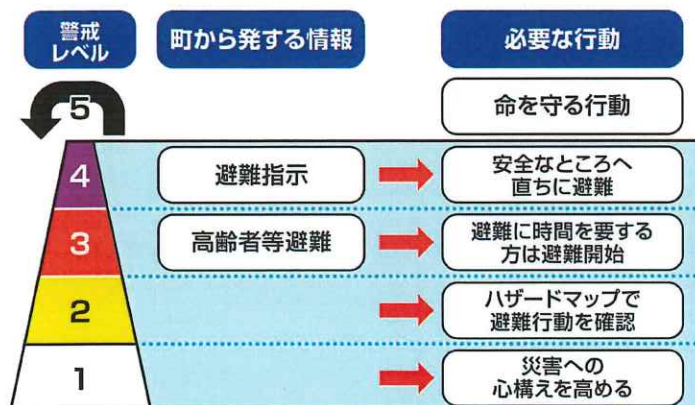 警戒
レベル
町から発する情報
必要な行動
5
命を守る行動
4
避難指示
安全なところへ
直ちに避難
3
高齢者等避難
避難に時間を要する
方は避難開始
2
ハザードマップで
避難行動を確認
1
災害への
心構えを高める